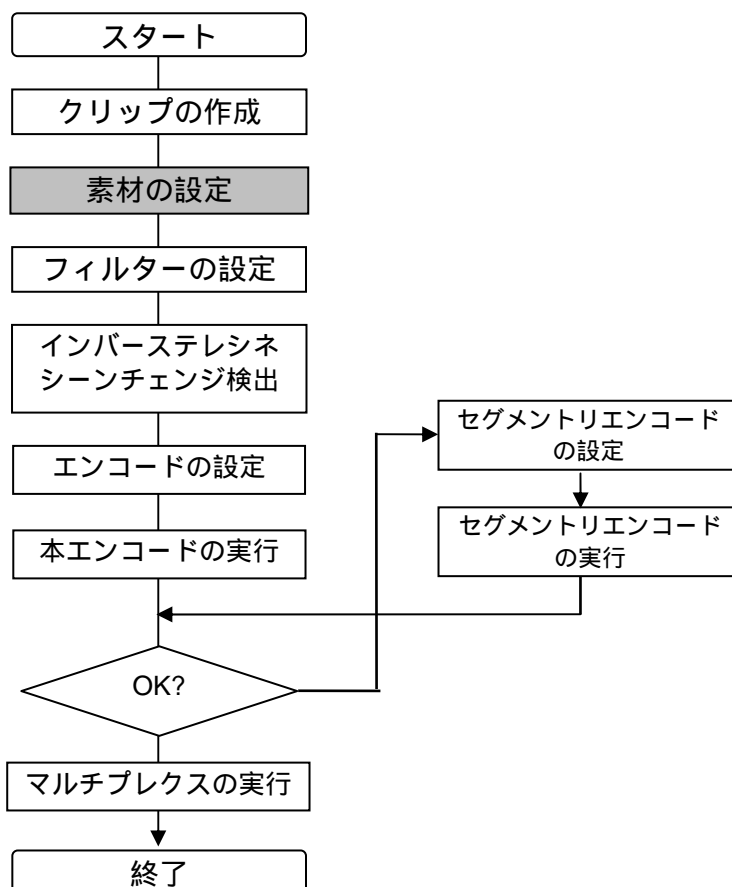 スタート
クリップの作成
素材の設定
フィルターの設定
インバーステレシネ
シーンチェンジ検出
エンコードの設定
本エンコードの実行
セグメントリエンコード
の設定
セグメントリエンコード
の実行
OK?
マルチプレクスの実行
終了